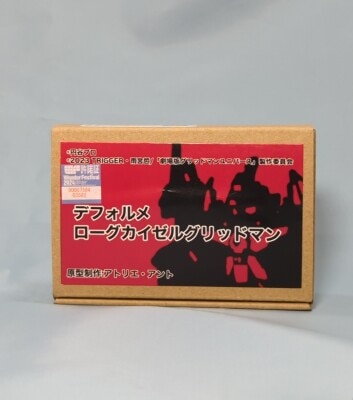 ©円谷プロ
©2023 TRIGGER・雨宮哲/「劇場版グリッドマンユニバース」製作委員会
デフォルメ
ローグカイゼルグリッドマン
原型制作:アトリエ・アント